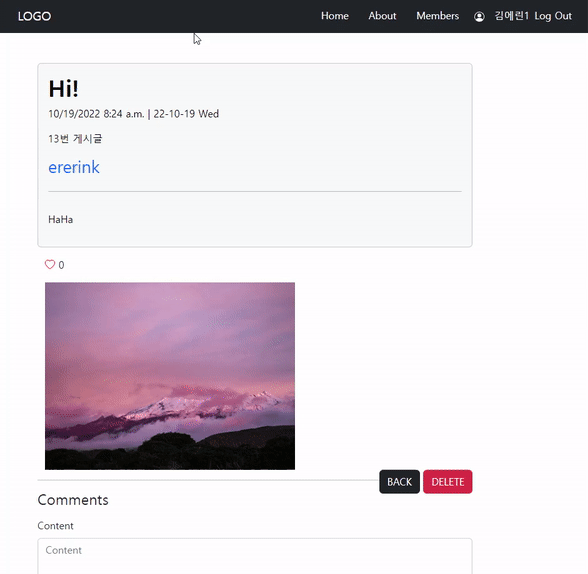 LOGO Home About Members 김예린1 Log Out
Hi!
10/19/2022 8:24 a.m. | 22-10-19 Wed
13번 게시글
ererink
HaHa
0
BACK DELETE
Comments
Content
Content